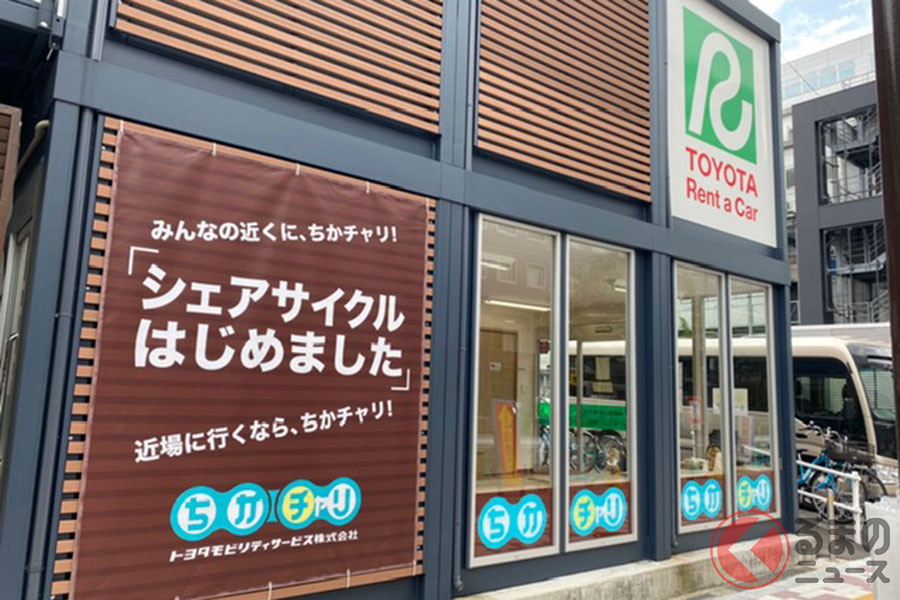 みんなの近くに、ちかチャリ!
「シェアサイクル
はじめました」
近場に行くなら、ちかチャリ!
ちカチャリ
トヨタモビリティサービス株式会社
ちカ
チャリ
ちカ
チャリ
TOYOTA
Rent a Car
くるまの
ニュース